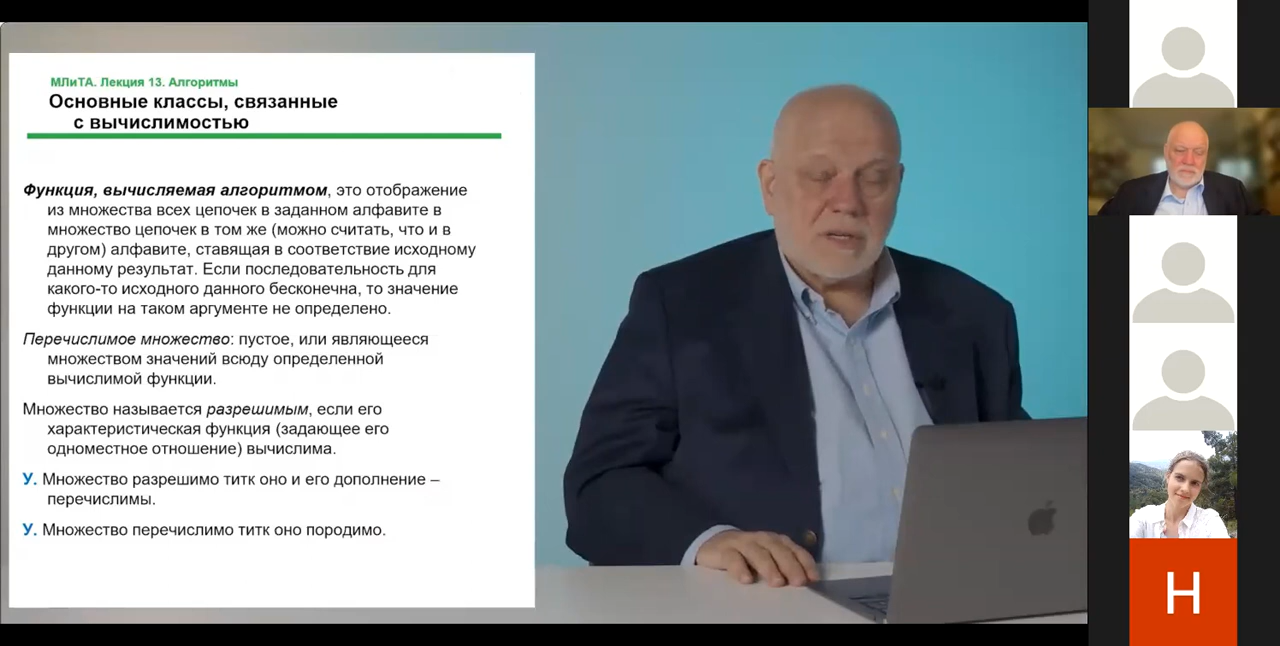 МЛиТА. Лекция 13. Алгоритмы
Основные классы, связанные
с вычислимостью
Функция, вычисляемая алгоритмом, это отображение
из множества всех цепочек в заданном алфавите в
множество цепочек в том же (можно считать, что и в
другом) алфавите, ставящая в соответствие исходному
данному результат. Если последовательность для
какого-то исходного данного бесконечна, то значение
функции на таком аргументе не определено.
Перечислимое множество: пустое, или являющееся
множеством значений всюду определенной
вычислимой функции.
Множество называется разрешимым, если его
характеристическая функция (задающее его
одноместное отношение) вычислима.
У. Множество разрешимо титк оно и его дополнение –
перечислимы.
У. Множество перечислимо титк оно породимо.
Н